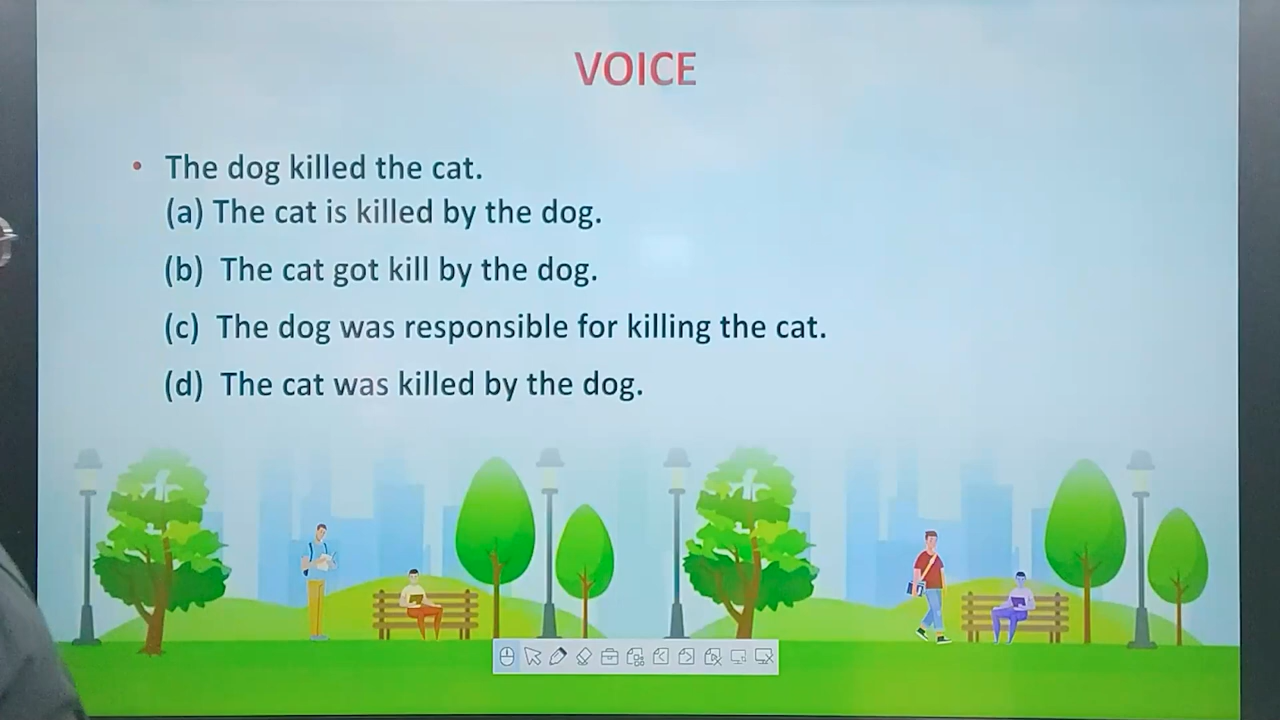 VOICE
• The dog killed the cat.
(a) The cat is killed by the dog.
(b) The cat got kill by the dog.
(c) The dog was responsible for killing the cat.
(d) The cat was killed by the dog.